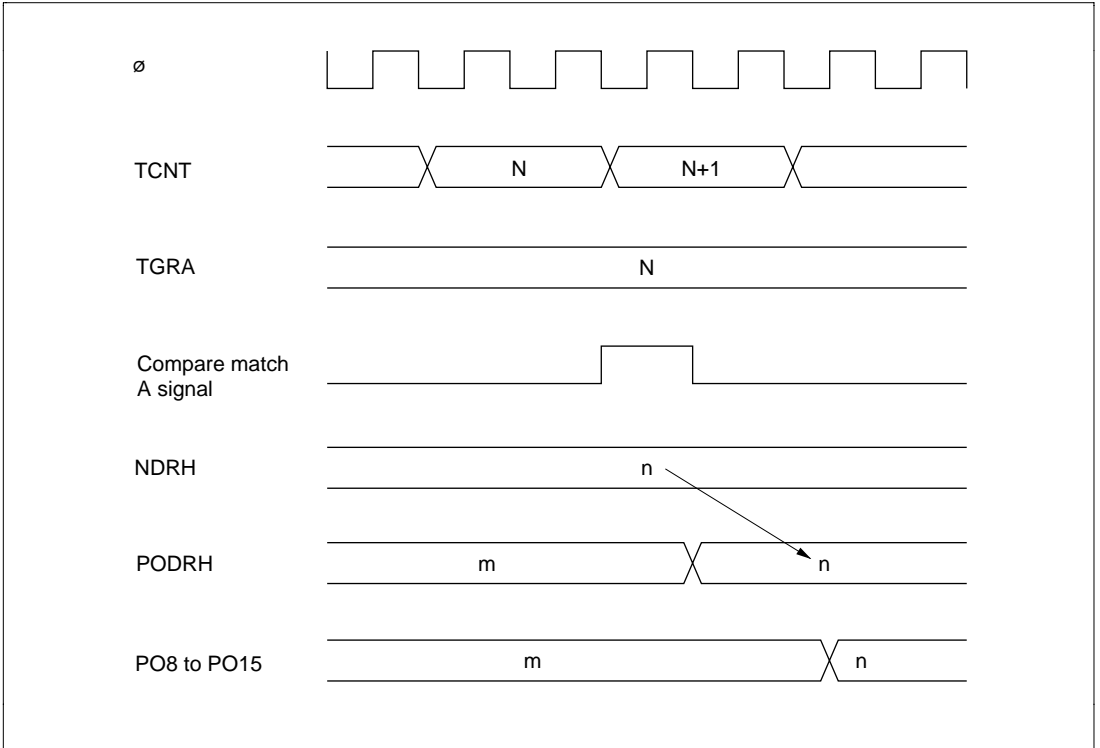 ø
TCNT N N+1
TGRA N
Compare match
A signal
NDRH n
PODRH m n
PO8 to PO15 m n